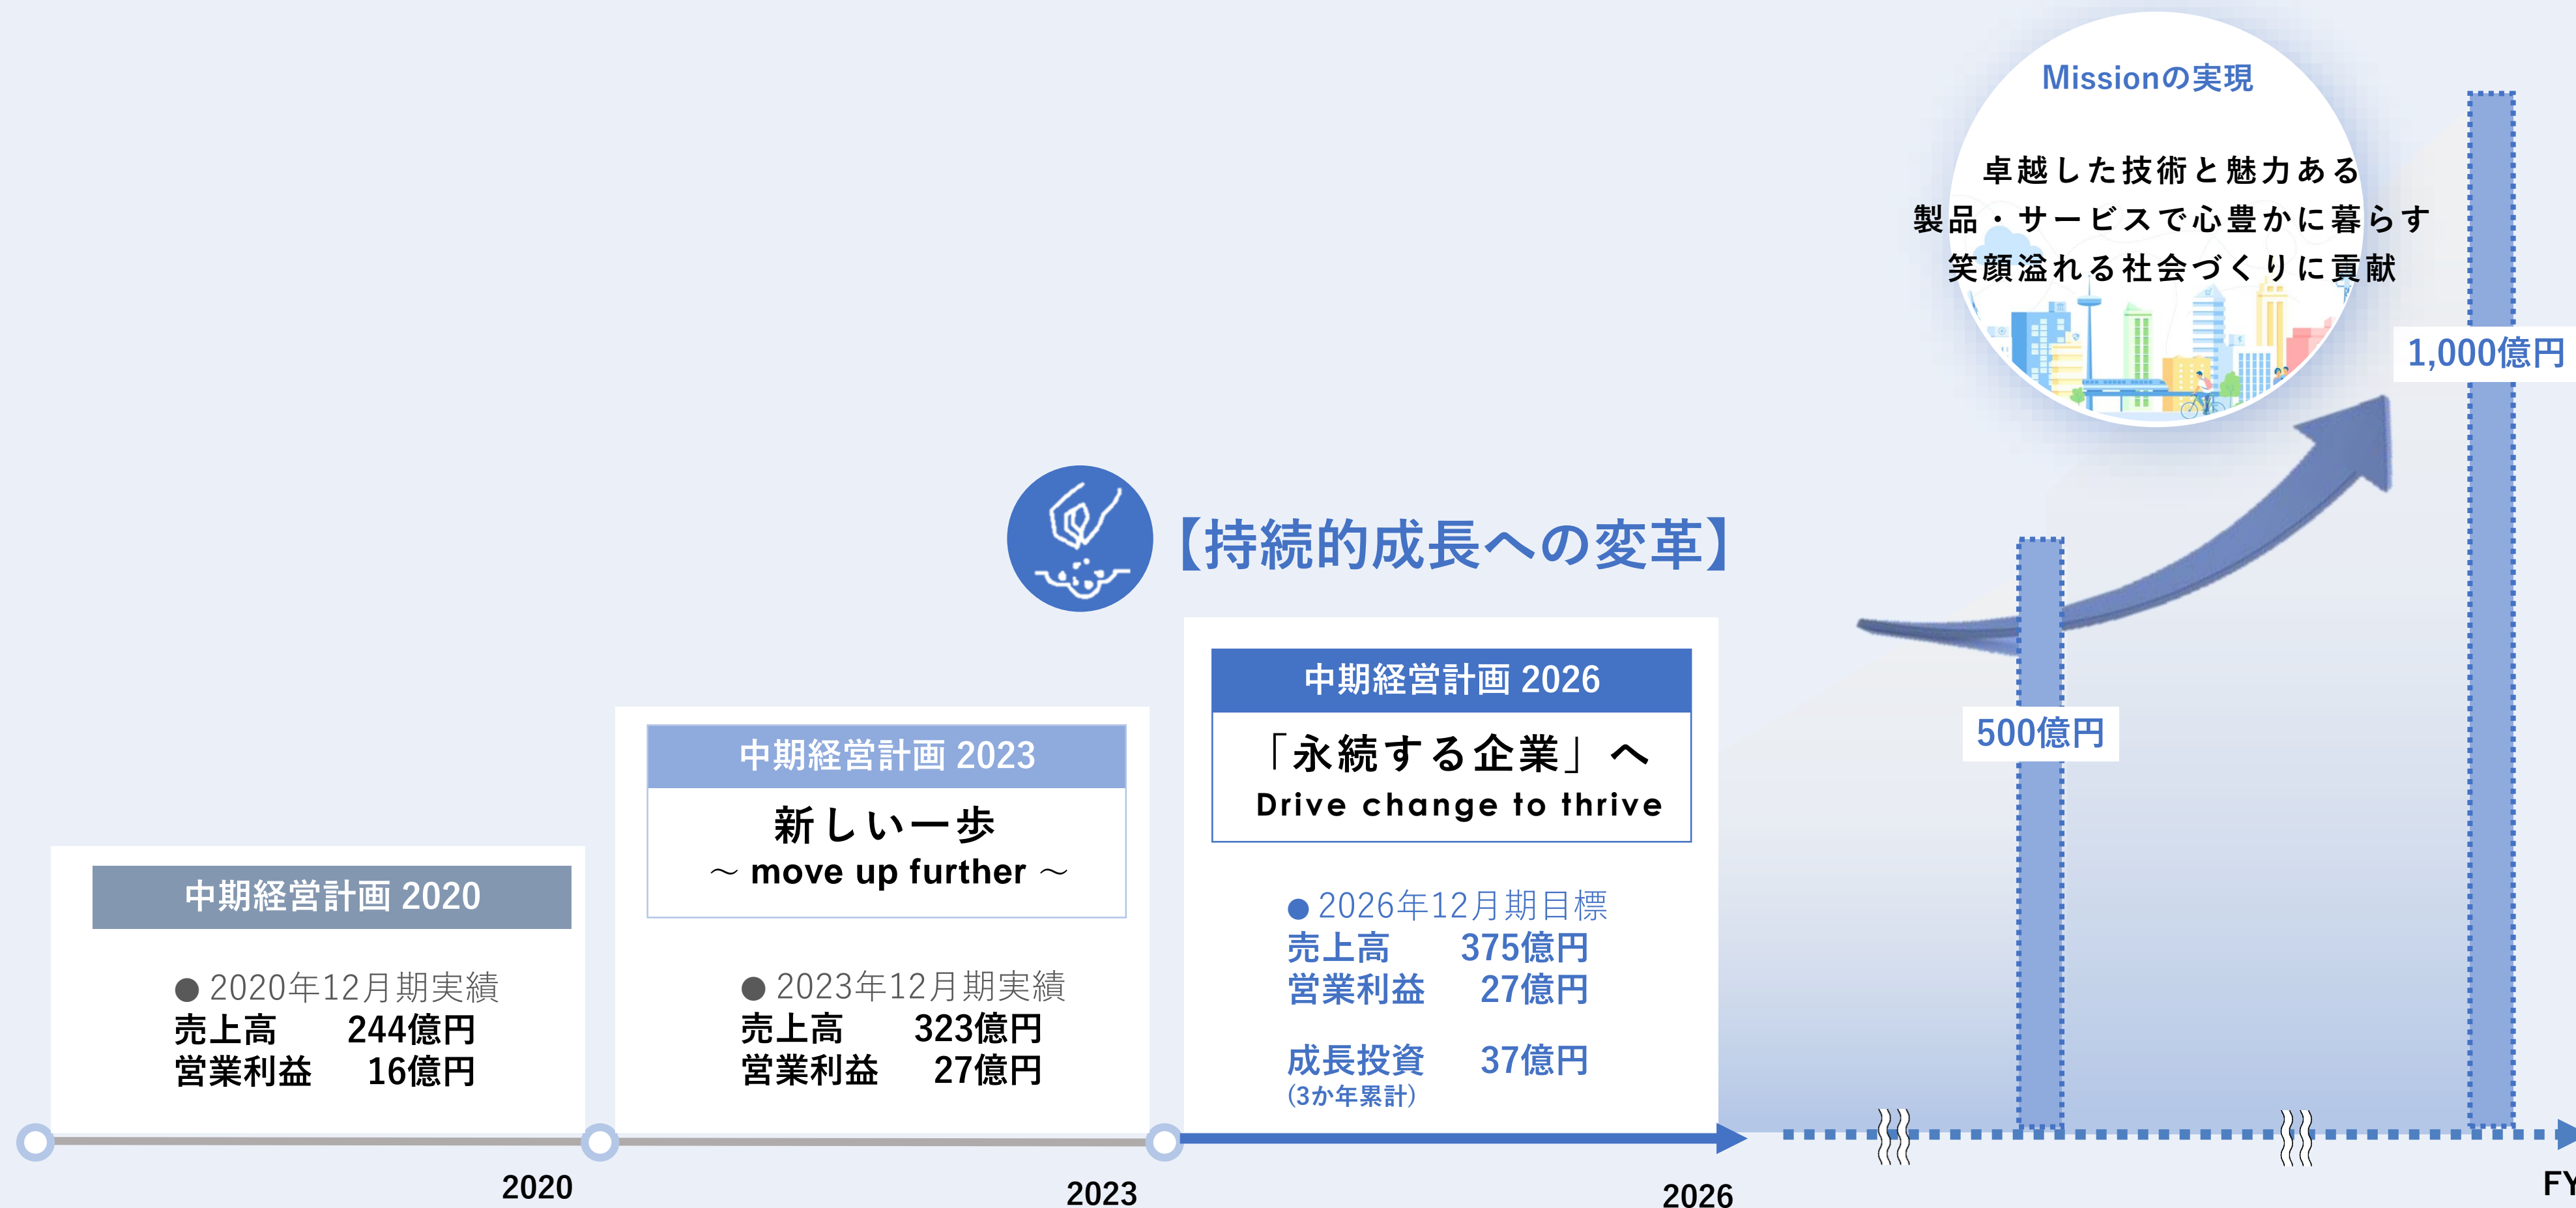 Missionの実現
卓越した技術と魅力ある
製品・サービスで心豊かに暮らす
笑顔溢れる社会づくりに貢献
1,000億円
【持続的成長への変革】
500億円
中期経営計画 2020
● 2020年12月期実績
売上高 244億円
営業利益 16億円
中期経営計画 2023
新しい一歩
～ move up further ～
● 2023年12月期実績
売上高 323億円
営業利益 27億円
中期経営計画 2026
「永続する企業」へ
Drive change to thrive
● 2026年12月期目標
売上高 375億円
営業利益 27億円
成長投資 37億円
(3か年累計)
2020
2023
2026
FY